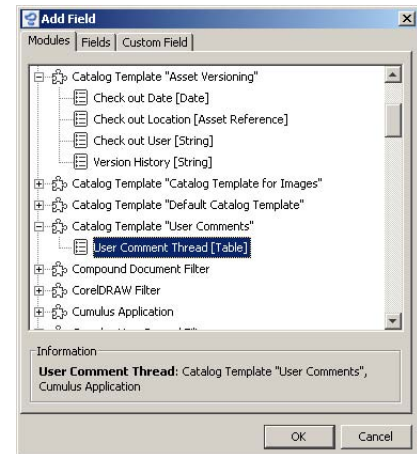 Add Field
Modules Fields Custom Field
Catalog Template "Asset Versioning"
Check out Date [Date]
Check out Location [Asset Reference]
Check out User [String]
Version History [String]
Catalog Template "Catalog Template for Images"
Catalog Template "Default Catalog Template"
Catalog Template "User Comments"
User Comment Thread [Table]
Compound Document Filter
CorelDRAW Filter
Cumulus Application
Information
User Comment Thread: Catalog Template "User Comments",
Cumulus Application
OK Cancel